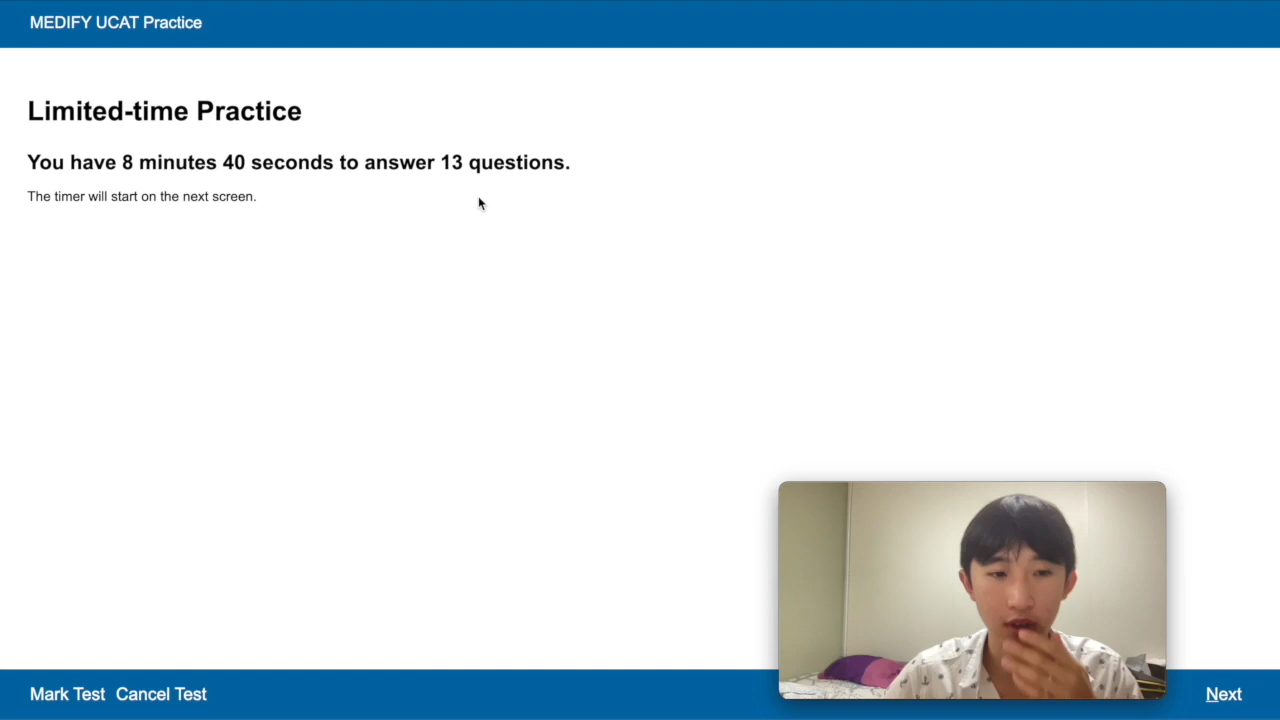 MEDIFY UCAT Practice
Limited-time Practice
You have 8 minutes 40 seconds to answer 13 questions.
The timer will start on the next screen.
Mark Test Cancel Test
Next